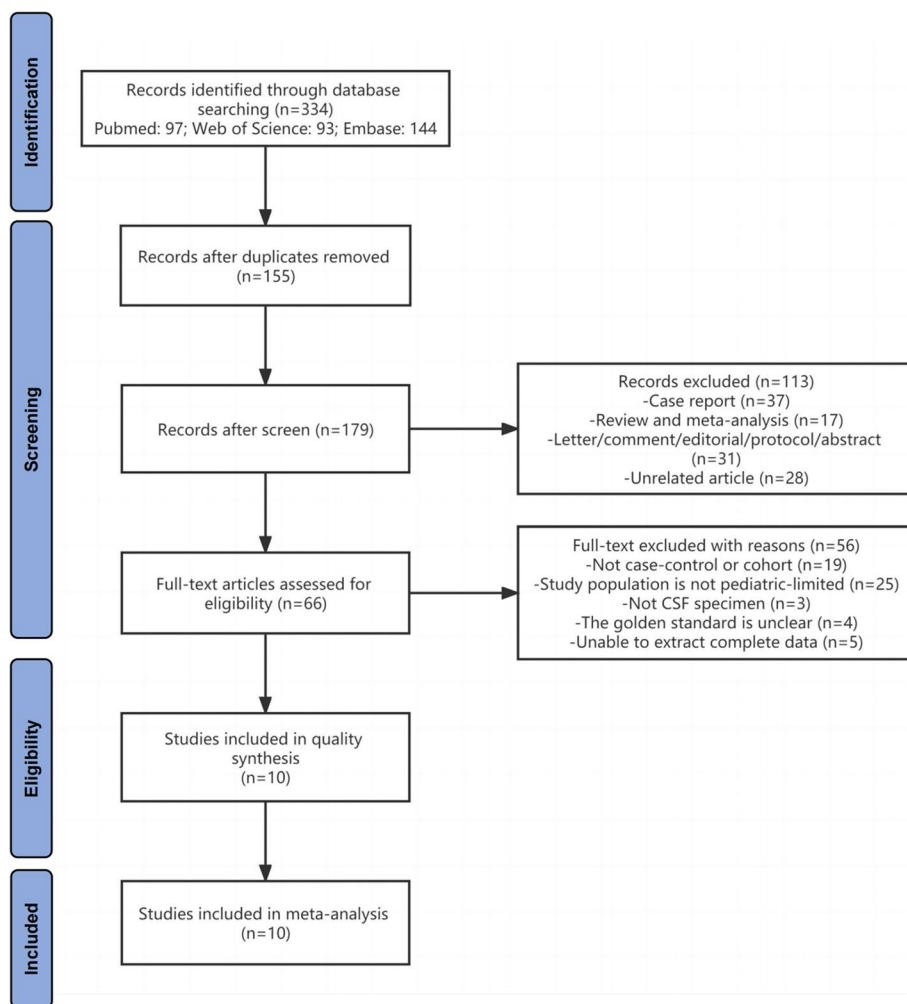 Identification
Records identified through database
searching (n=334)
Pubmed: 97; Web of Science: 93; Embase: 144
Screening
Records after duplicates removed
(n=155)
Records after screen (n=179)
Records excluded (n=113)
-Case report (n=37)
-Review and meta-analysis (n=17)
-Letter/comment/editorial/protocol/abstract
(n=31)
-Unrelated article (n=28)
Full-text articles assessed for
eligibility (n=66)
Full-text excluded with reasons (n=56)
-Not case-control or cohort (n=19)
-Study population is not pediatric-limited (n=25)
-Not CSF specimen (n=3)
-The golden standard is unclear (n=4)
-Unable to extract complete data (n=5)
Eligibility
Studies included in quality
synthesis
(n=10)
Included
Studies included in meta-analysis
(n=10)